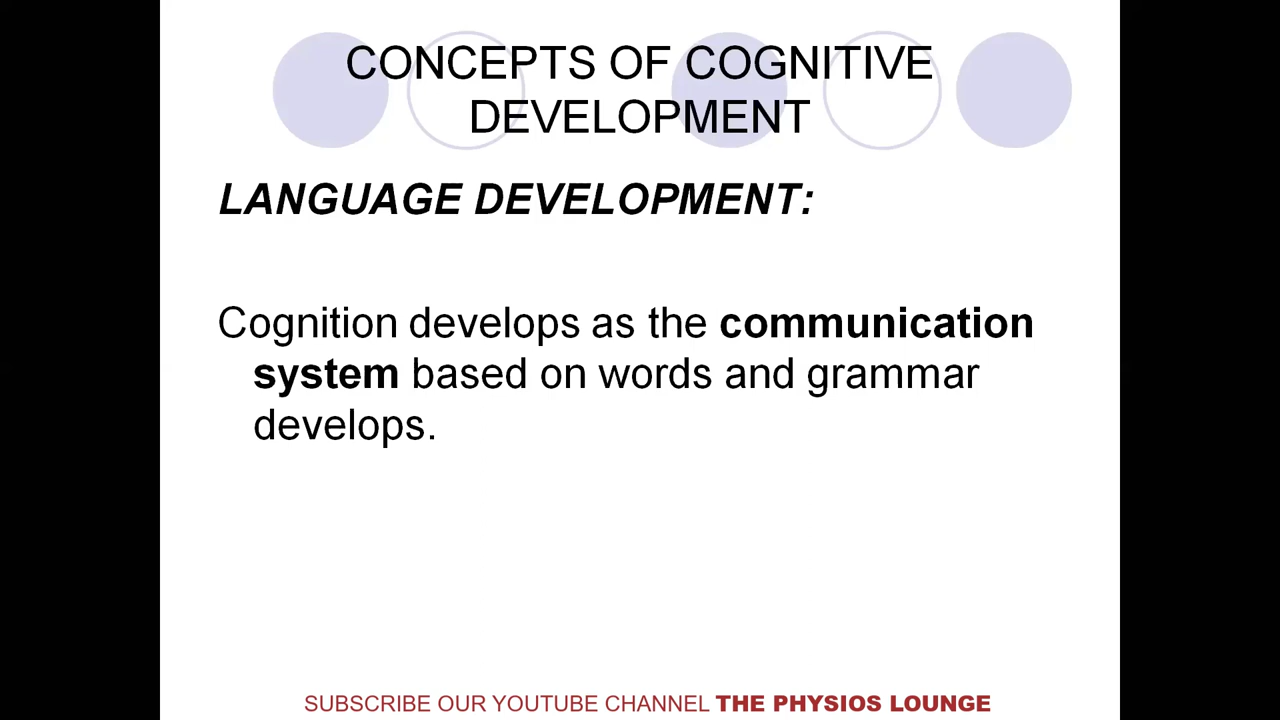 CONCEPTS OF COGNITIVE
DEVELOPMENT
LANGUAGE DEVELOPMENT:
Cognition develops as the communication
system based on words and grammar
develops.
SUBSCRIBE OUR YOUTUBE CHANNEL THE PHYSIOS LOUNGE